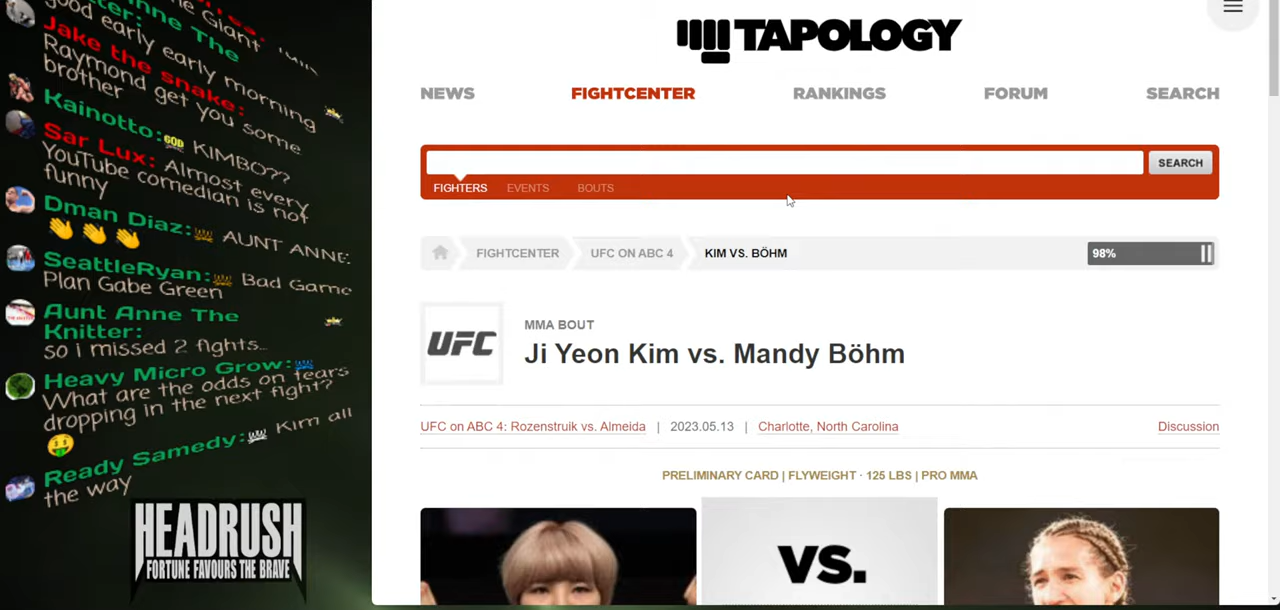 The Giant
The
good early early morning
Jake the snake:
Raymond get you some
brother
Kainotto: GOD KIMBO??
Sar Lux: Almost every
YouTube comedian is not
funny
Dman Diaz: AUNT ANNE
SeattleRyan: Bad Game
Plan Gabe Green
Aunt Anne The
Knitter:
so i missed 2 fights..
Heavy Micro Grow:
What are the odds on tears
dropping in the next fight?
Ready Samedy: Kim all
the way
HEADRUSH
FORTUNE FAVOURS THE BRAVE
TAPOLOGY
NEWS FIGHTCENTER RANKINGS FORUM SEARCH
SEARCH
FIGHTERS EVENTS BOUTS
FIGHTCENTER UFC ON ABC 4 KIM VS. BÖHM 98%
UFC
MMA BOUT
Ji Yeon Kim vs. Mandy Böhm
UFC on ABC 4: Rozenstruik vs. Almeida | 2023.05.13 | Charlotte, North Carolina Discussion
PRELIMINARY CARD | FLYWEIGHT · 125 LBS | PRO MMA
VS.